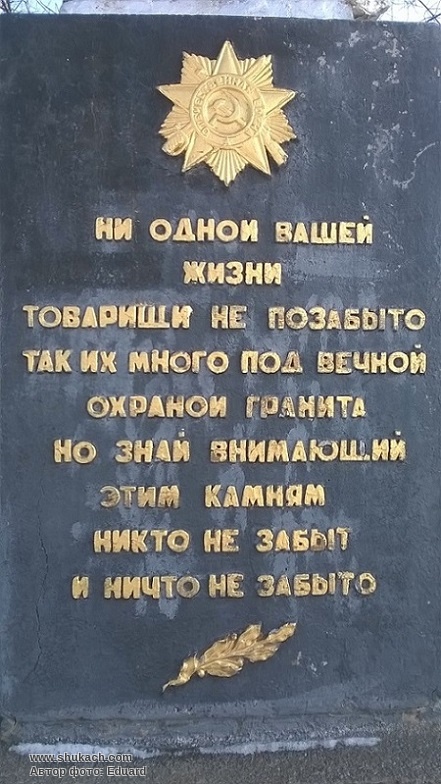 НИ ОДНОЙ ВАШЕЙ
ЖИЗНИ
ТОВАРИЩИ НЕ ПОЗАБЫТО
ТАК ИХ МНОГО ПОД ВЕЧНОЙ
ОХРАНОЙ ГРАНИТА
НО ЗНАЙ ВНИМАЮЩИЙ
ЭТИМ КАМНЯМ
НИКТО НЕ ЗАБЫТ
И НИЧТО НЕ ЗАБЫТО
www.shukach.com
Автор фото: Eduard